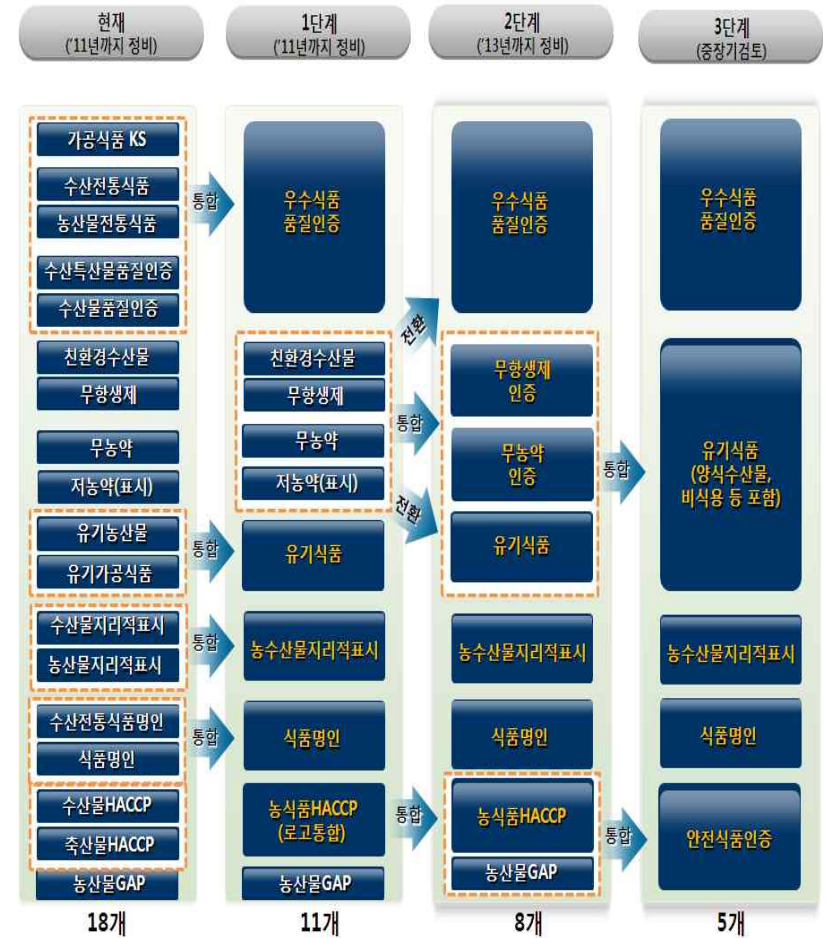 현재
('11년까지 정비)
1단계
('11년까지 정비)
2단계
('13년까지 정비)
3단계
(중장기검토)
가공식품 KS
수산전통식품
농산물전통식품
수산특산물품질인증
수산물품질인증
친환경수산물
무항생제
무농약
저농약(표시)
유기농산물
유기가공식품
수산물지리적표시
농산물지리적표시
수산전통식품명인
식품명인
수산물HACCP
축산물HACCP
농산물GAP
18개
통합
통합
통합
통합
우수식품
품질인증
친환경수산물
무항생제
무농약
저농약(표시)
유기식품
농수산물지리적표시
식품명인
농식품HACCP
(로고통합)
농산물GAP
11개
전환
통합
전환
통합
우수식품
품질인증
무항생제
인증
무농약
인증
유기식품
농수산물지리적표시
식품명인
농식품HACCP
농산물GAP
8개
통합
통합
우수식품
품질인증
유기식품
(양식수산물,
비식용 등 포함)
농수산물지리적표시
식품명인
안전식품인증
5개